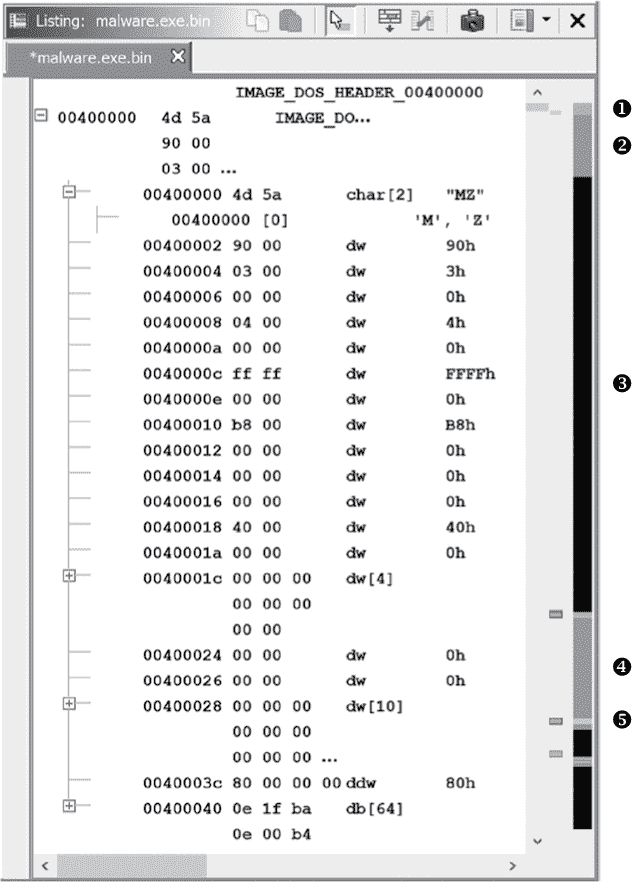 Listing: malware.exe.bin
*malware.exe.bin
IMAGE_DOS_HEADER_00400000
00400000 4d 5a IMAGE_DO...
90 00
03 00 ...
00400000 4d 5a char[2] "MZ"
00400000 [0] 'M', 'Z'
00400002 90 00 dw 90h
00400004 03 00 dw 3h
00400006 00 00 dw 0h
00400008 04 00 dw 4h
0040000a 00 00 dw 0h
0040000c ff ff dw FFFFh
0040000e 00 00 dw 0h
00400010 b8 00 dw B8h
00400012 00 00 dw 0h
00400014 00 00 dw 0h
00400016 00 00 dw 0h
00400018 40 00 dw 40h
0040001a 00 00 dw 0h
0040001c 00 00 00 dw[4]
00 00 00
00 00
00400024 00 00 dw 0h
00400026 00 00 dw 0h
00400028 00 00 00 dw[10]
00 00 00
00 00 00 ...
0040003c 80 00 00 00 ddw 80h
00400040 0e 1f ba db[64]
0e 00 b4
❶
❷
❸
❹
❺